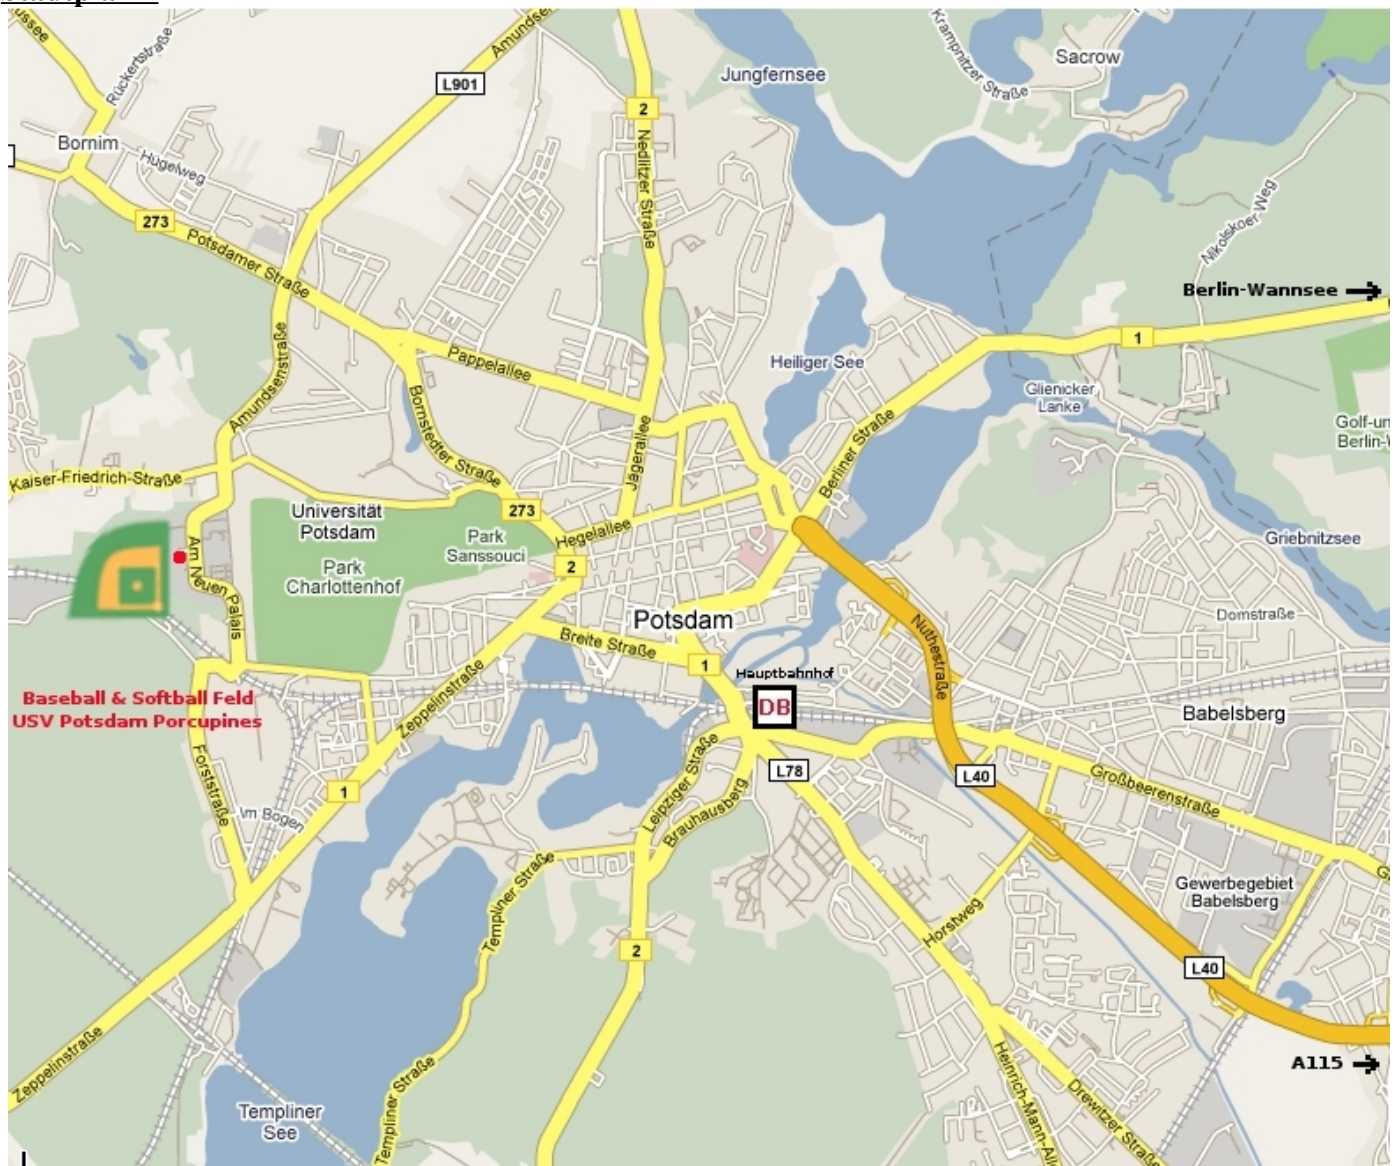 Amundsen
L901
Rückertstraße
Bornim
Hügelweg
273
Potsdamer Straße
2
Nedlitzer Straße
Jungfernsee
Krampnitzer Straße
Sacrow
Nikolskoer Weg
Berlin-Wannsee
1
Amundsenstraße
Pappelallee
Bornstedter Straße
Heiliger See
Glienicker
Lanke
Golf-un
Berlin-W
Kaiser-Friedrich-Straße
Jägerallee
Berliner Straße
Universität
Potsdam
273
Park
Sanssouci
Hegelallee
Griebnitzsee
Am Neuen Palais
Park
Charlottenhof
2
Potsdam
Breite Straße
1
Nuthestraße
Domstraße
Hauptbahnhof
DB
Baseball & Softball Feld
USV Potsdam Porcupines
Zeppelinstraße
Babelsberg
Forststraße
1
Am Bogen
Leipziger Straße
Brauhausberg
L78
L40
Großbeerenstraße
Templiner Straße
Gewerbegebiet
Babelsberg
Horstweg
2
L40
Zeppelinstraße
Templiner Straße
Templiner
See
Heinrich-Mann-Alle
Drewitzer Straße
A115